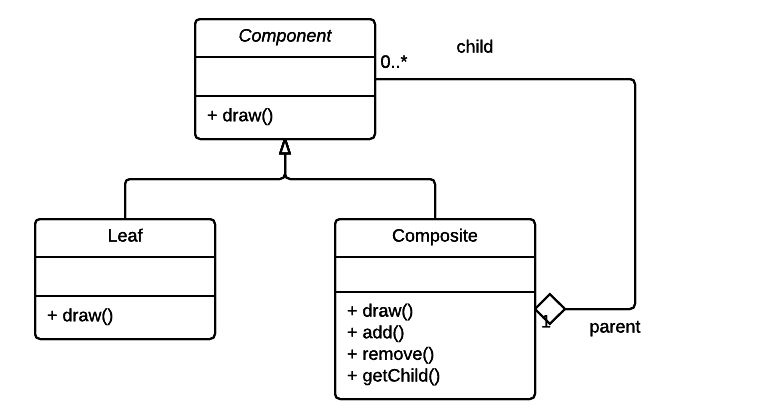 Component
0..*
child
+ draw()
Leaf
+ draw()
Composite
+ draw()
+ add()
+ remove()
+ getChild()
1
parent